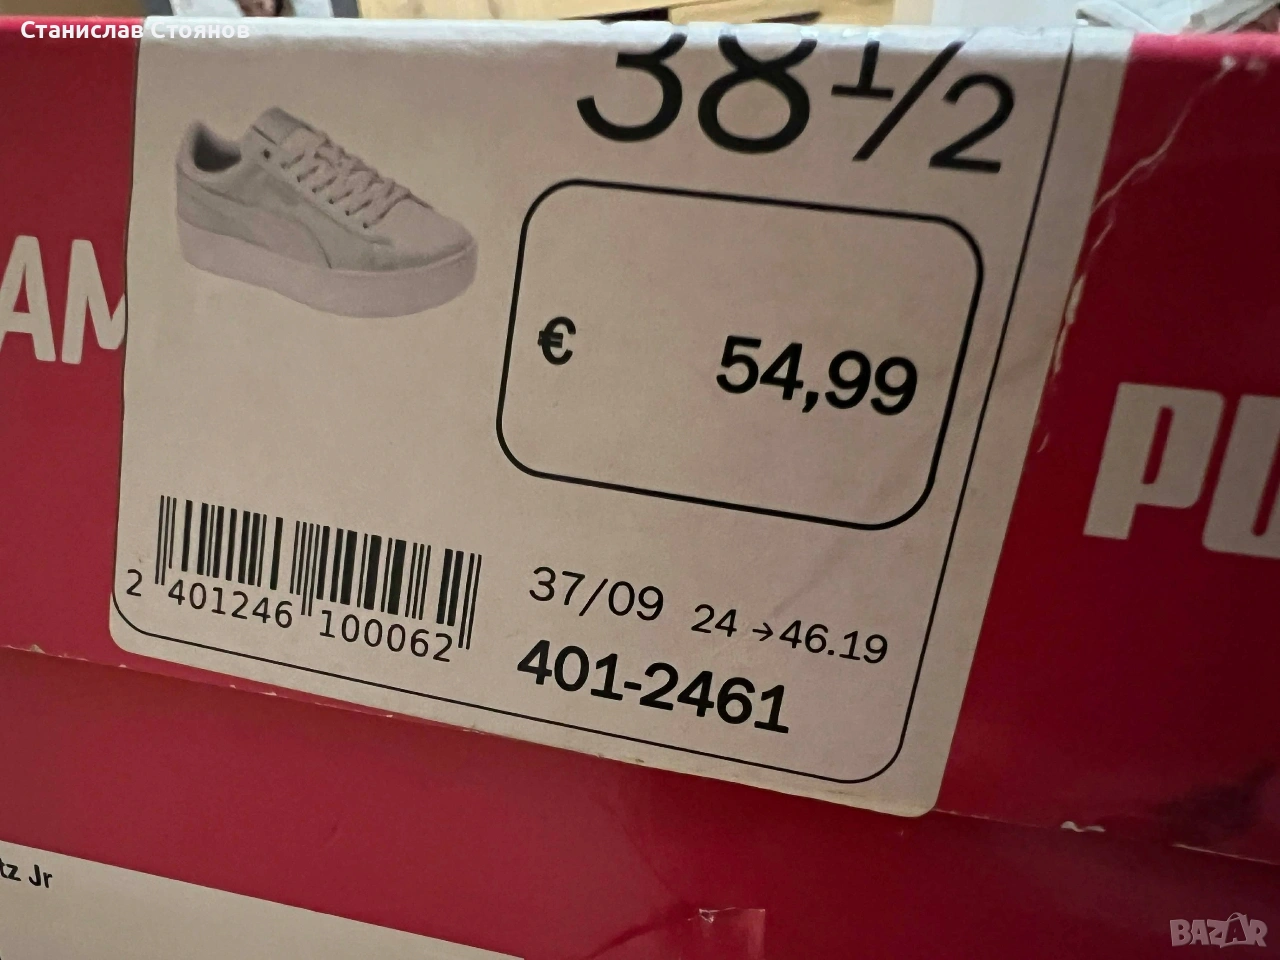 Станислав Стоянов
38½
AM
€ 54,99
PU
2 401246 100062
37/09 24→46.19
401-2461
tz Jr
BAZAR